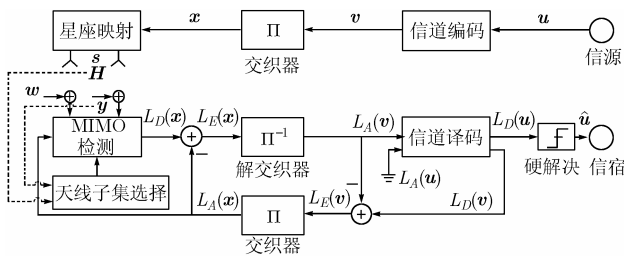 星座映射
x
Π
v
信道编码
u
信源
交织器
s
H
w
y
MIMO
检测
L_D(x)
L_E(x)
Π⁻¹
解交织器
L_A(v)
信道译码
L_D(u)
û
硬解决
信宿
L_A(u)
天线子集选择
L_A(x)
Π
交织器
L_E(v)
L_D(v)